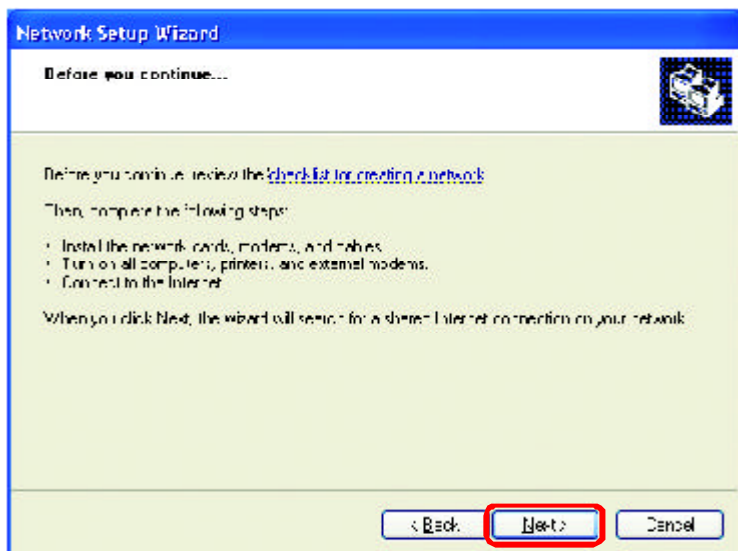 Network Setup Wizard
Before you continue...
Before you continue, review the checklist for creating a network.
Then, complete the following steps:
• Install the network cards, modems, and cables.
• Turn on all computers, printers, and external modems.
• Connect to the Internet.
When you click Next, the wizard will search for a shared Internet connection on your network.
< Back
Next >
Cancel